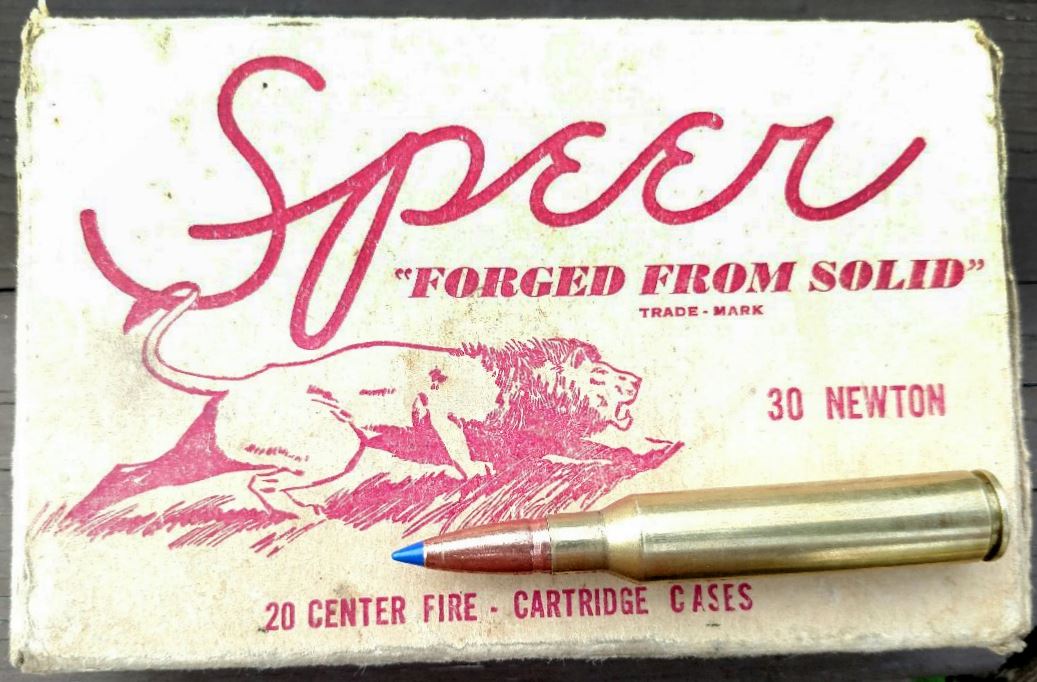 Speer
"FORGED FROM SOLID"
TRADE-MARK
30 NEWTON
20 CENTER FIRE - CARTRIDGE CASES